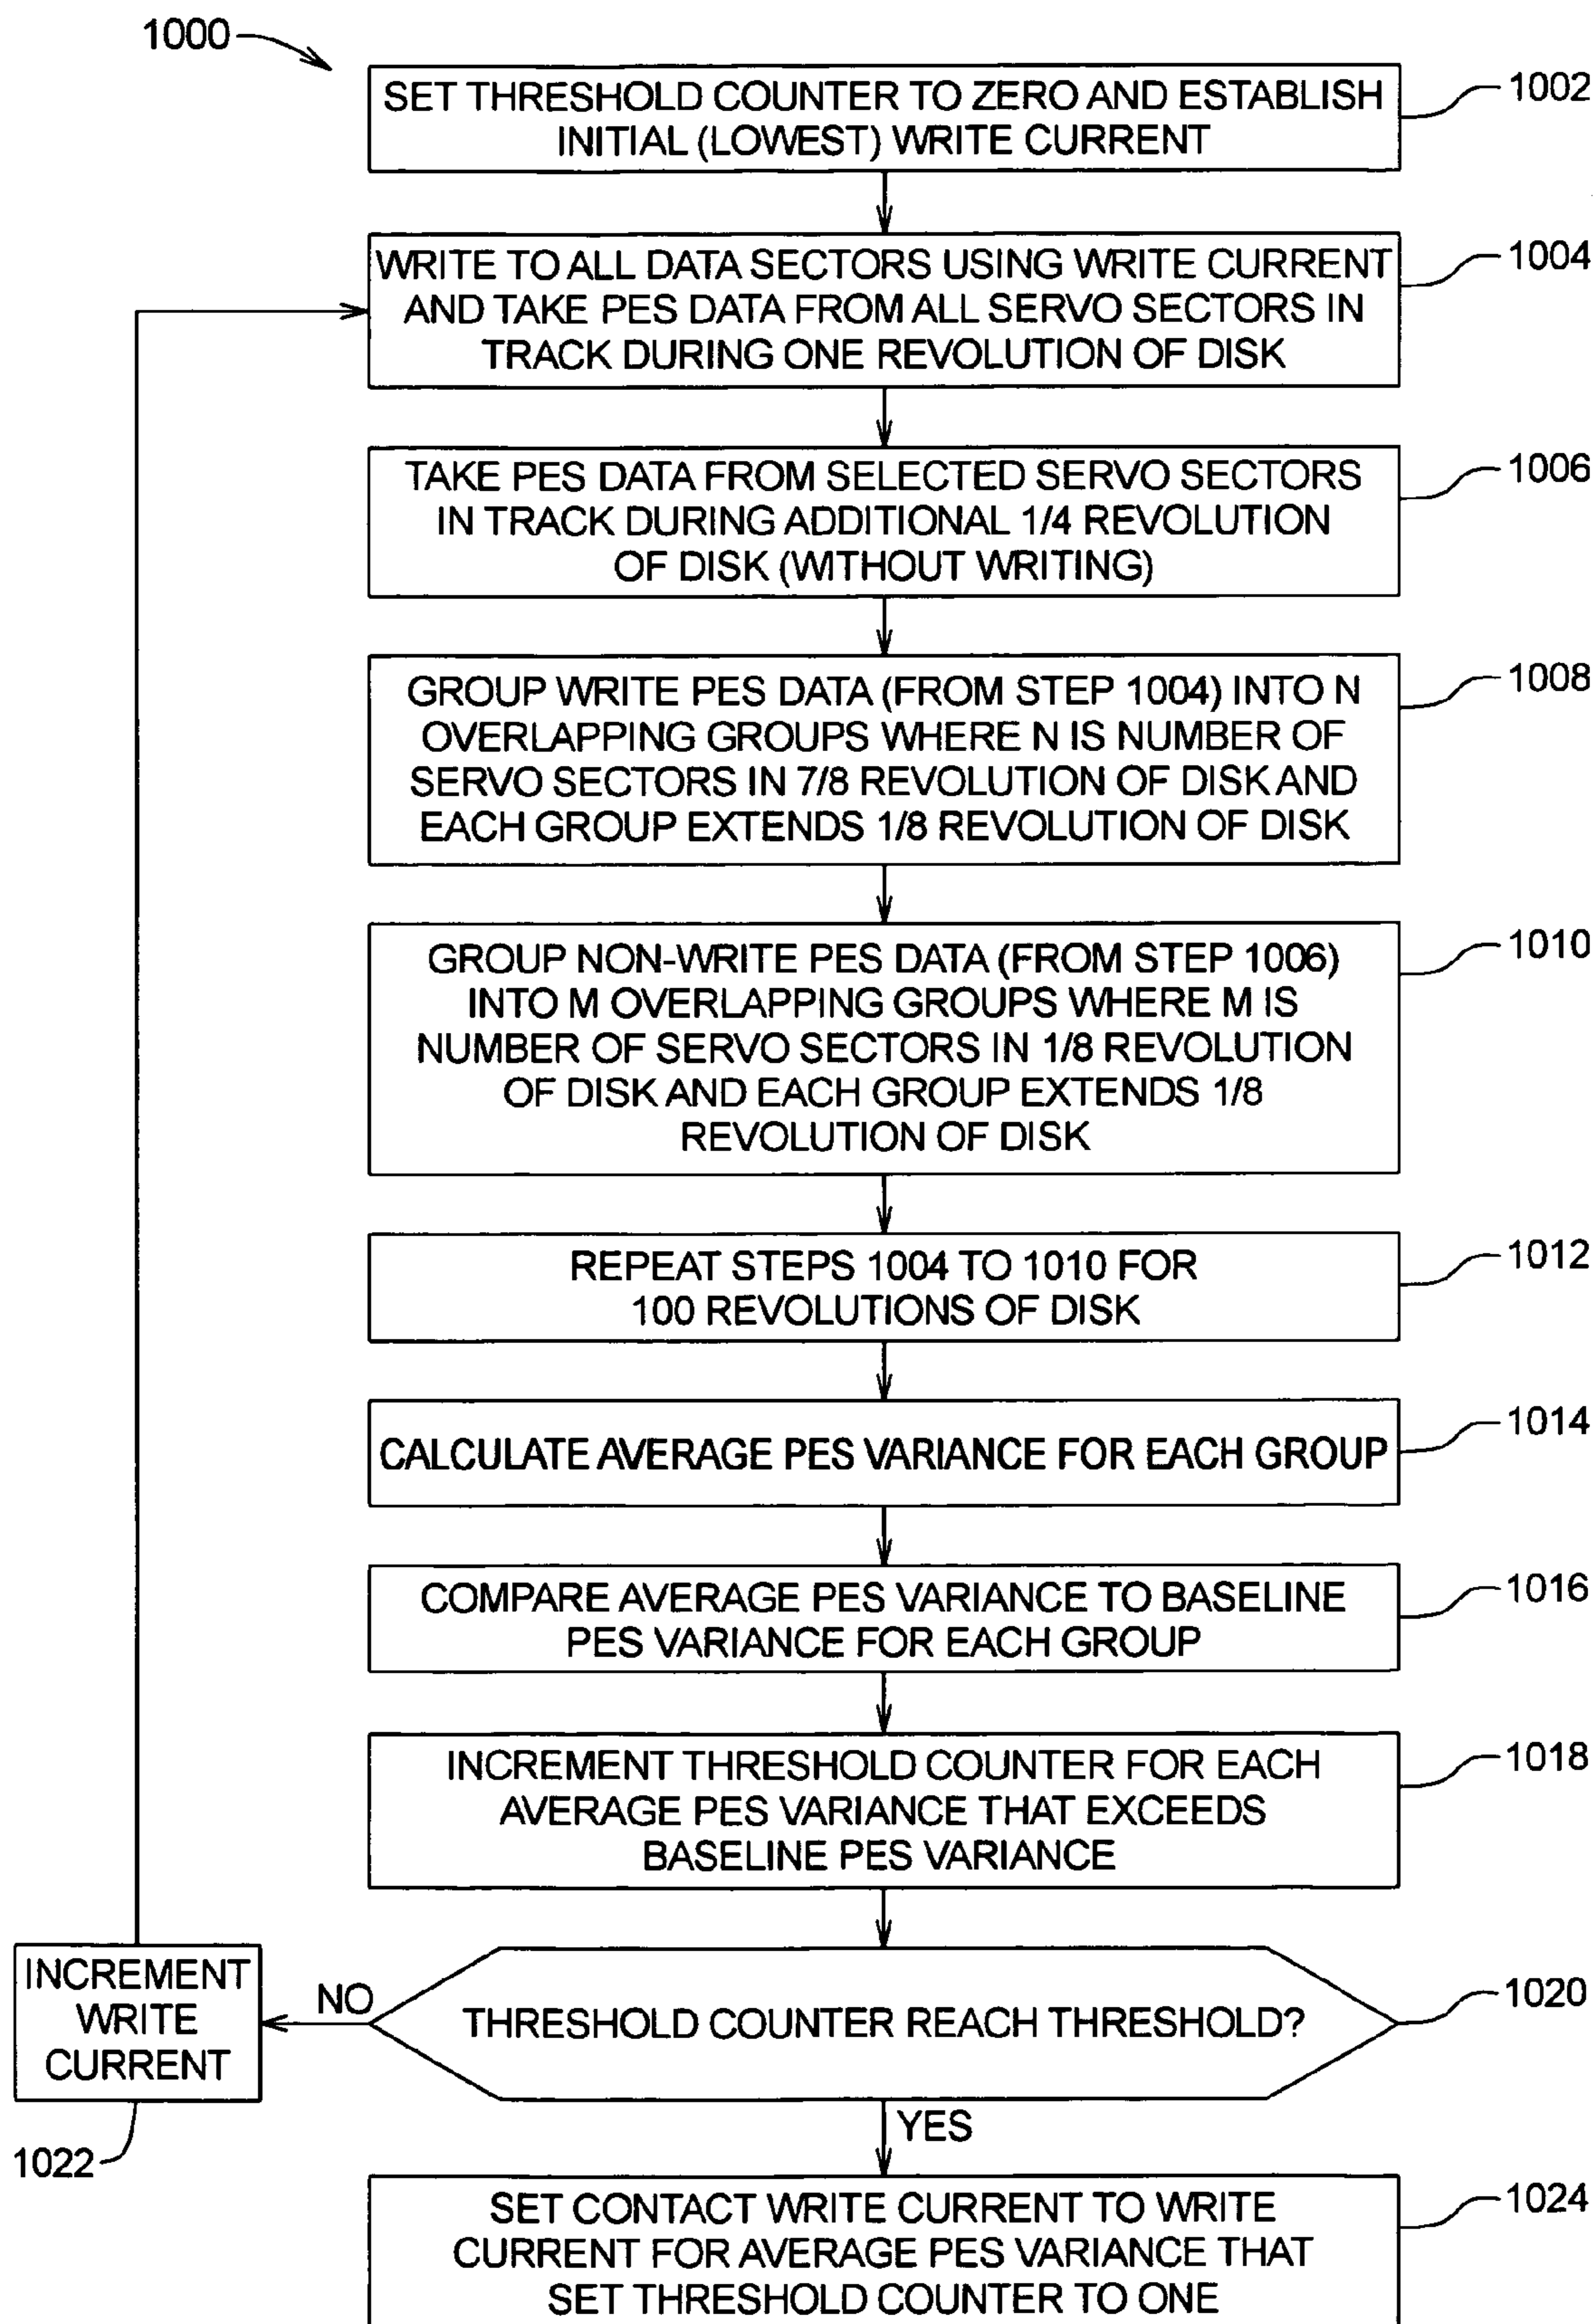 1000
SET THRESHOLD COUNTER TO ZERO AND ESTABLISH
INITIAL (LOWEST) WRITE CURRENT
1002
WRITE TO ALL DATA SECTORS USING WRITE CURRENT
AND TAKE PES DATA FROM ALL SERVO SECTORS IN
TRACK DURING ONE REVOLUTION OF DISK
1004
TAKE PES DATA FROM SELECTED SERVO SECTORS
IN TRACK DURING ADDITIONAL 1/4 REVOLUTION
OF DISK (WITHOUT WRITING)
1006
GROUP WRITE PES DATA (FROM STEP 1004) INTO N
OVERLAPPING GROUPS WHERE N IS NUMBER OF
SERVO SECTORS IN 7/8 REVOLUTION OF DISK AND
EACH GROUP EXTENDS 1/8 REVOLUTION OF DISK
1008
GROUP NON-WRITE PES DATA (FROM STEP 1006)
INTO M OVERLAPPING GROUPS WHERE M IS
NUMBER OF SERVO SECTORS IN 1/8 REVOLUTION
OF DISK AND EACH GROUP EXTENDS 1/8
REVOLUTION OF DISK
1010
REPEAT STEPS 1004 TO 1010 FOR
100 REVOLUTIONS OF DISK
1012
CALCULATE AVERAGE PES VARIANCE FOR EACH GROUP
1014
COMPARE AVERAGE PES VARIANCE TO BASELINE
PES VARIANCE FOR EACH GROUP
1016
INCREMENT THRESHOLD COUNTER FOR EACH
AVERAGE PES VARIANCE THAT EXCEEDS
BASELINE PES VARIANCE
1018
THRESHOLD COUNTER REACH THRESHOLD?
1020
NO
INCREMENT
WRITE
CURRENT
1022
YES
SET CONTACT WRITE CURRENT TO WRITE
CURRENT FOR AVERAGE PES VARIANCE THAT
SET THRESHOLD COUNTER TO ONE
1024